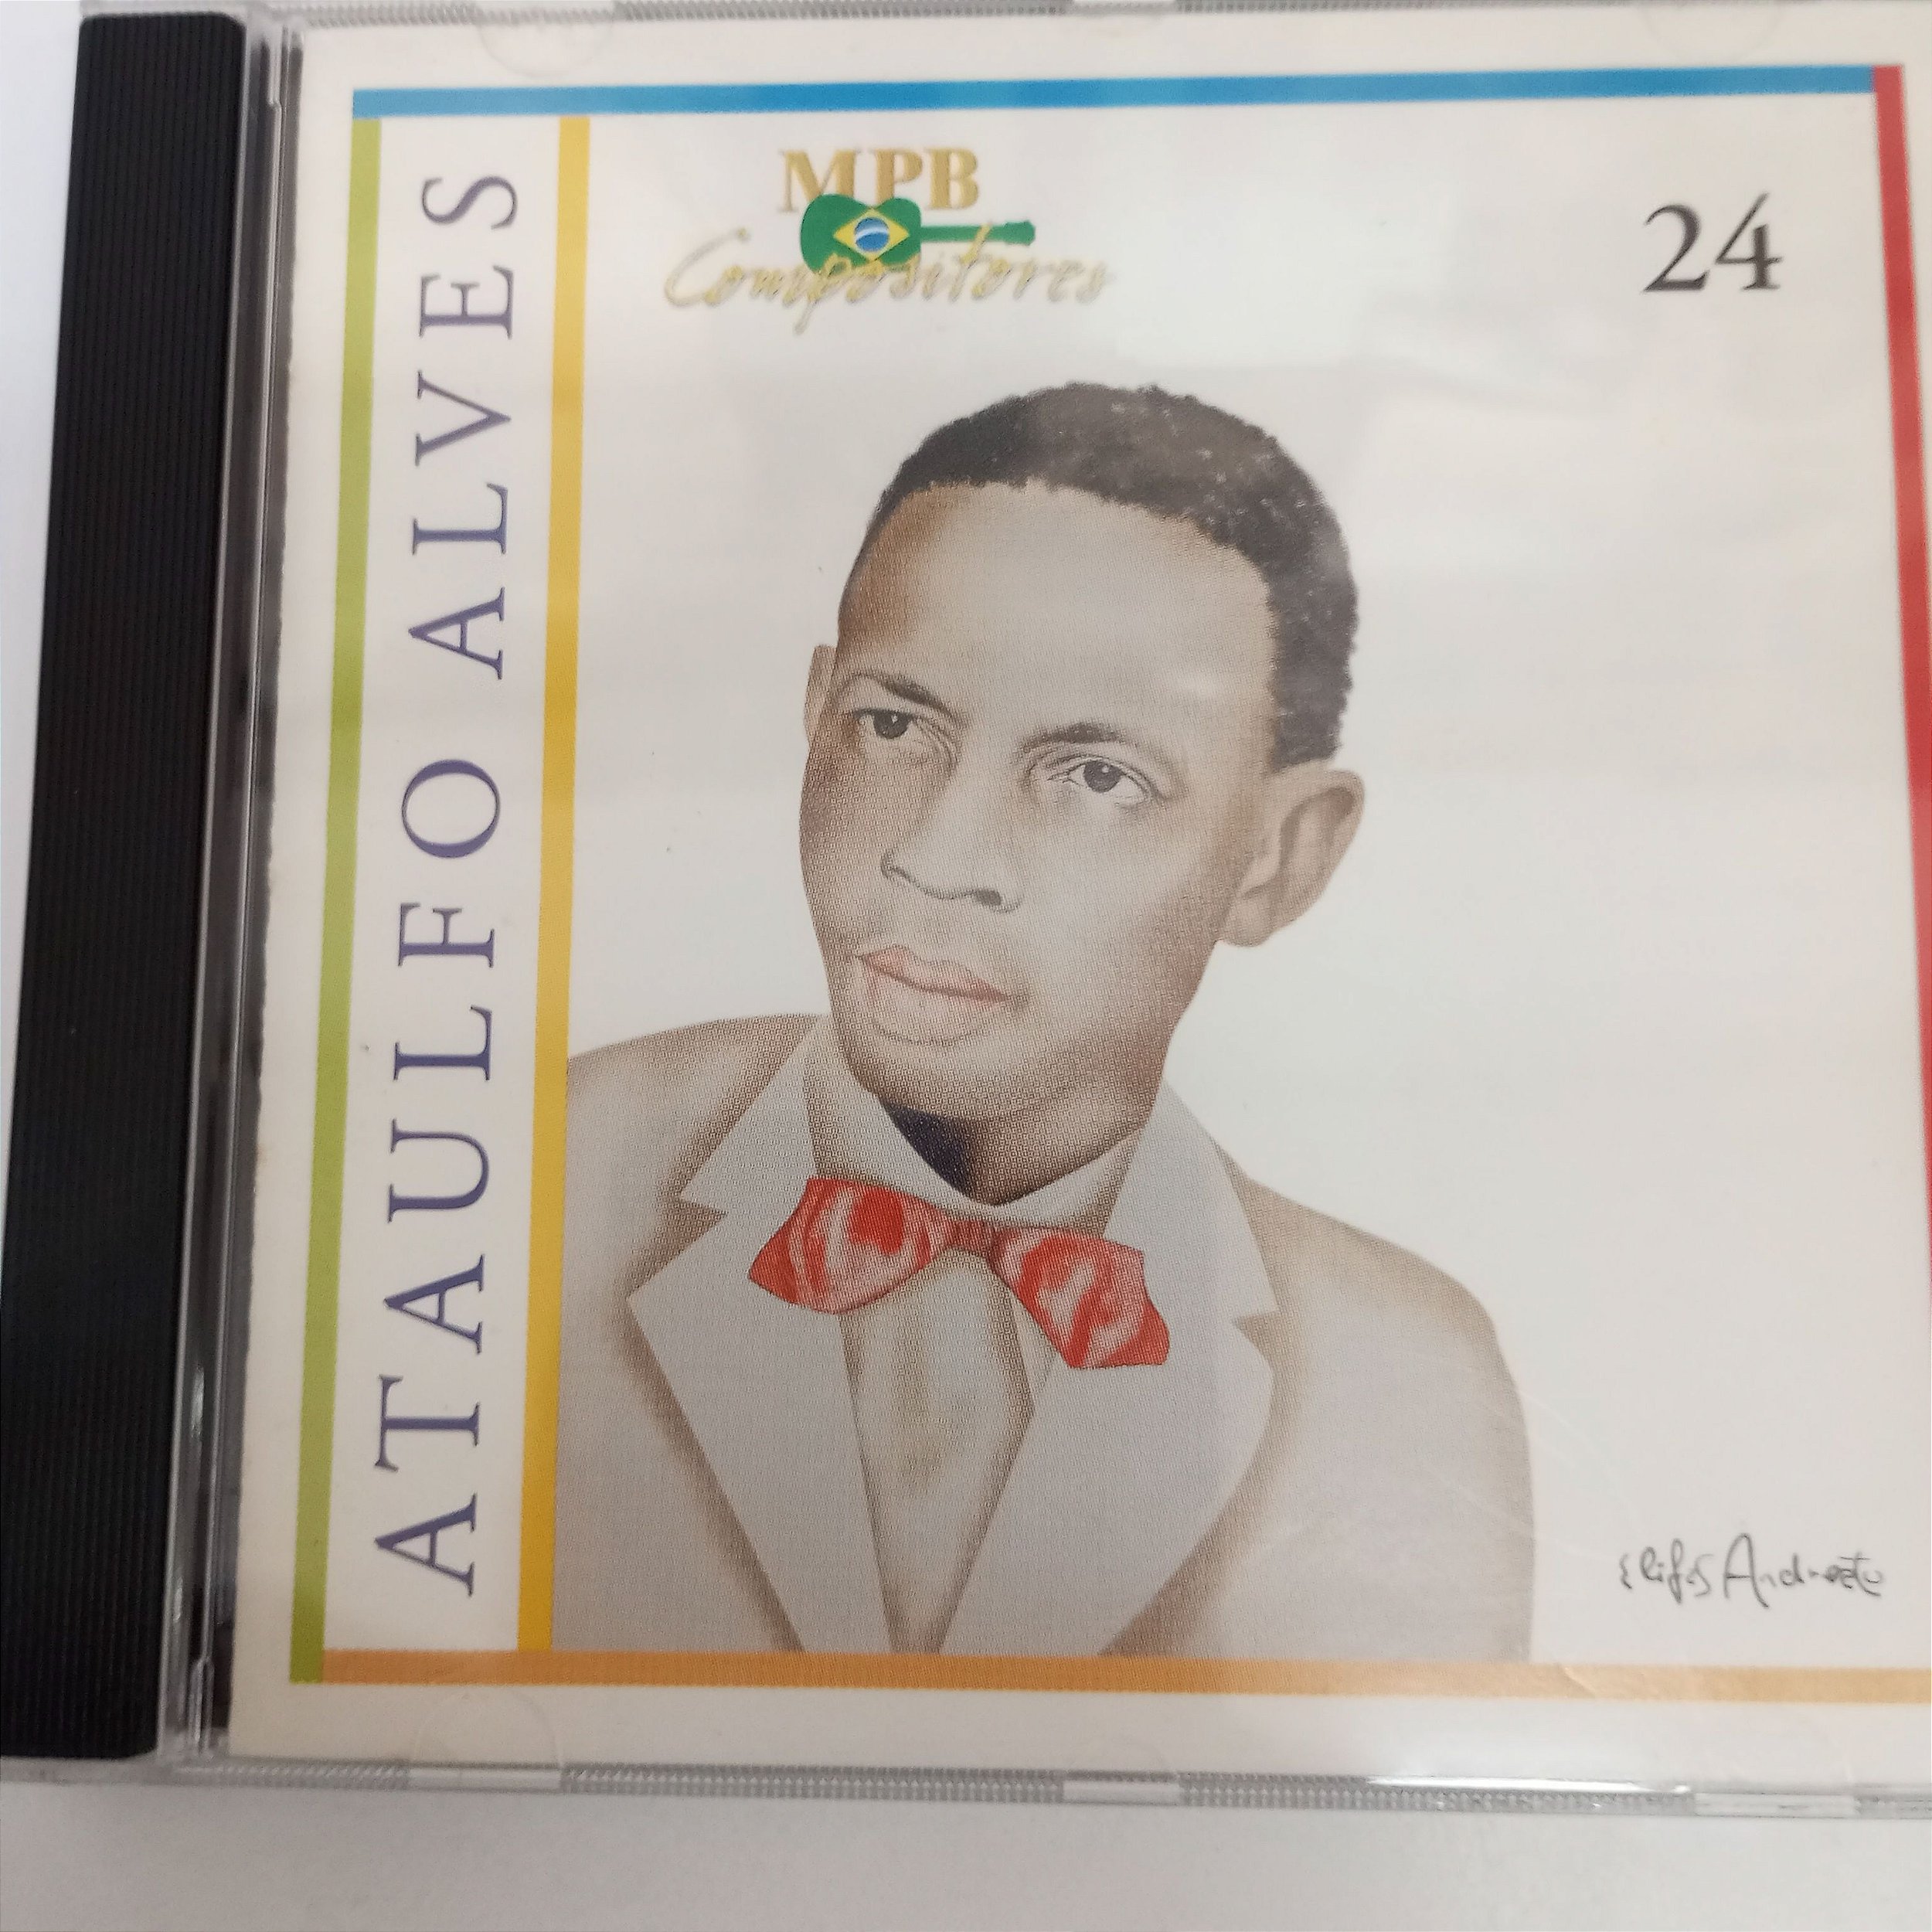 ATAULFO ALVES
MPB
Compositores
24
Elifas Andreato